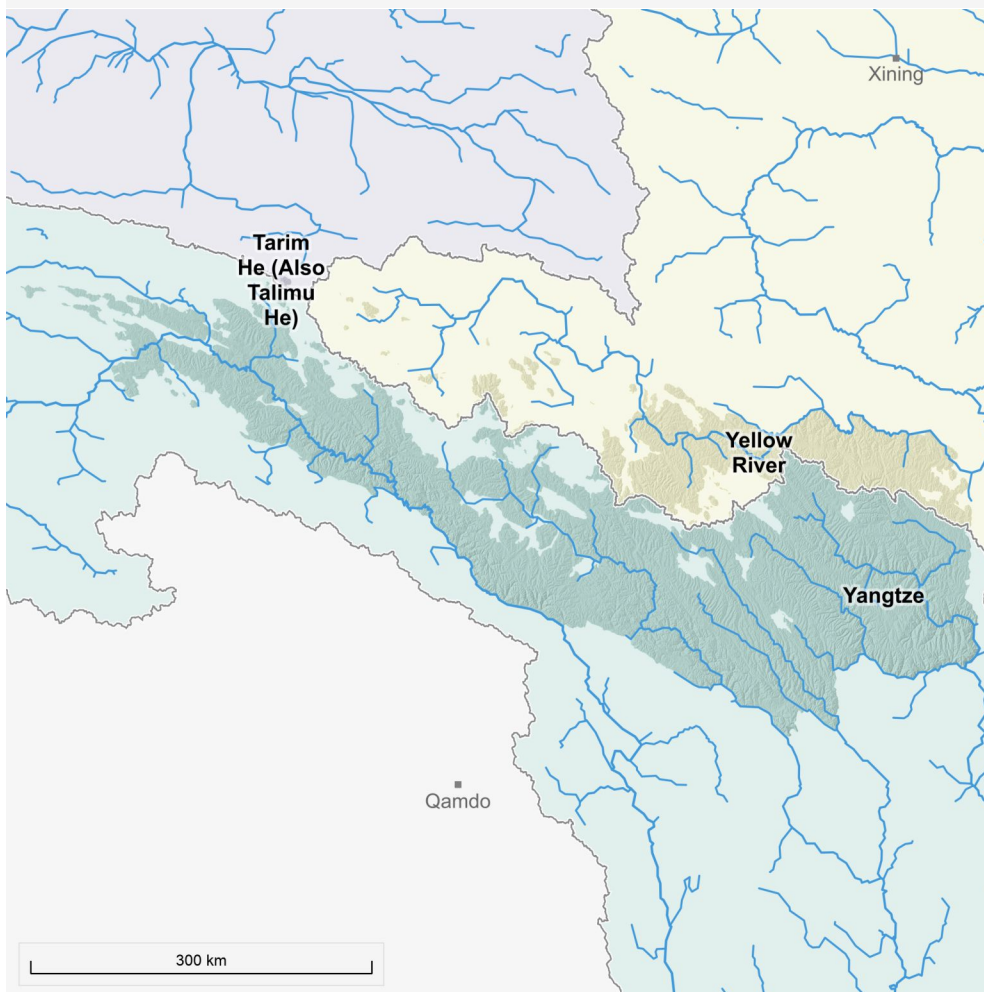 Xining
Tarim
He (Also
Talimu
He)
Yellow
River
Yangtze
Qamdo
300 km